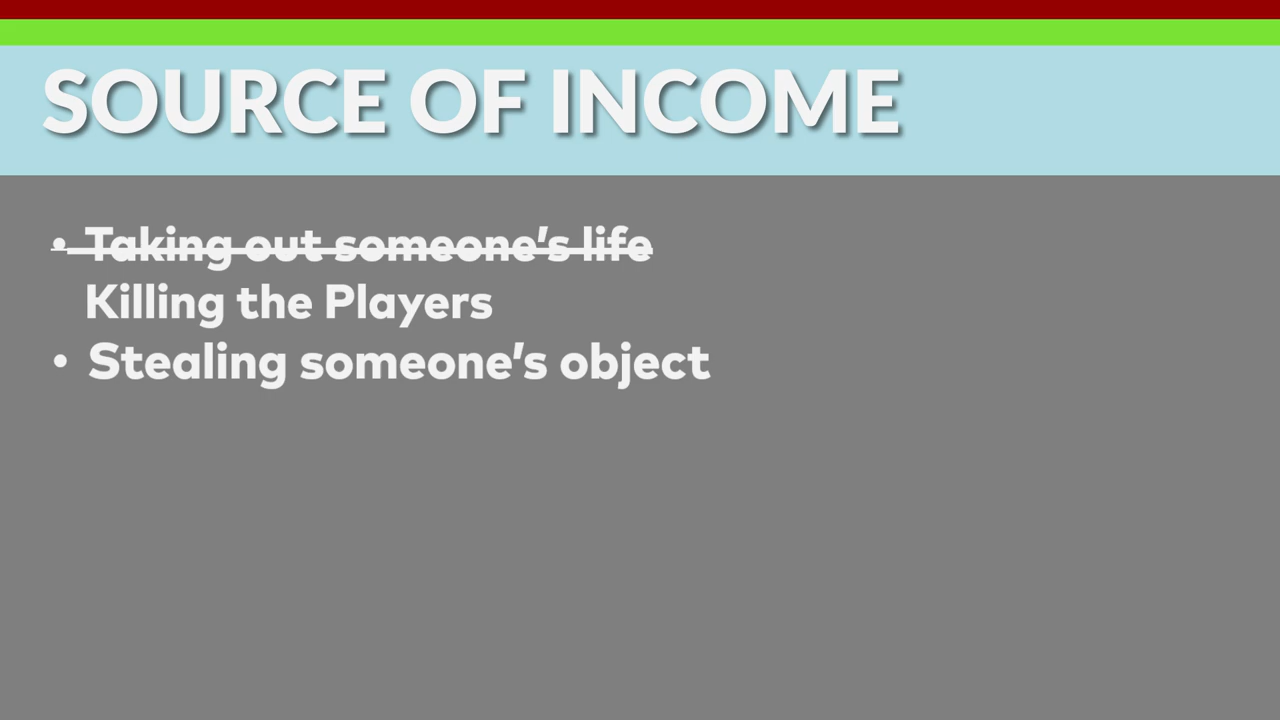 SOURCE OF INCOME
• Taking out someone's life
Killing the Players
• Stealing someone's object